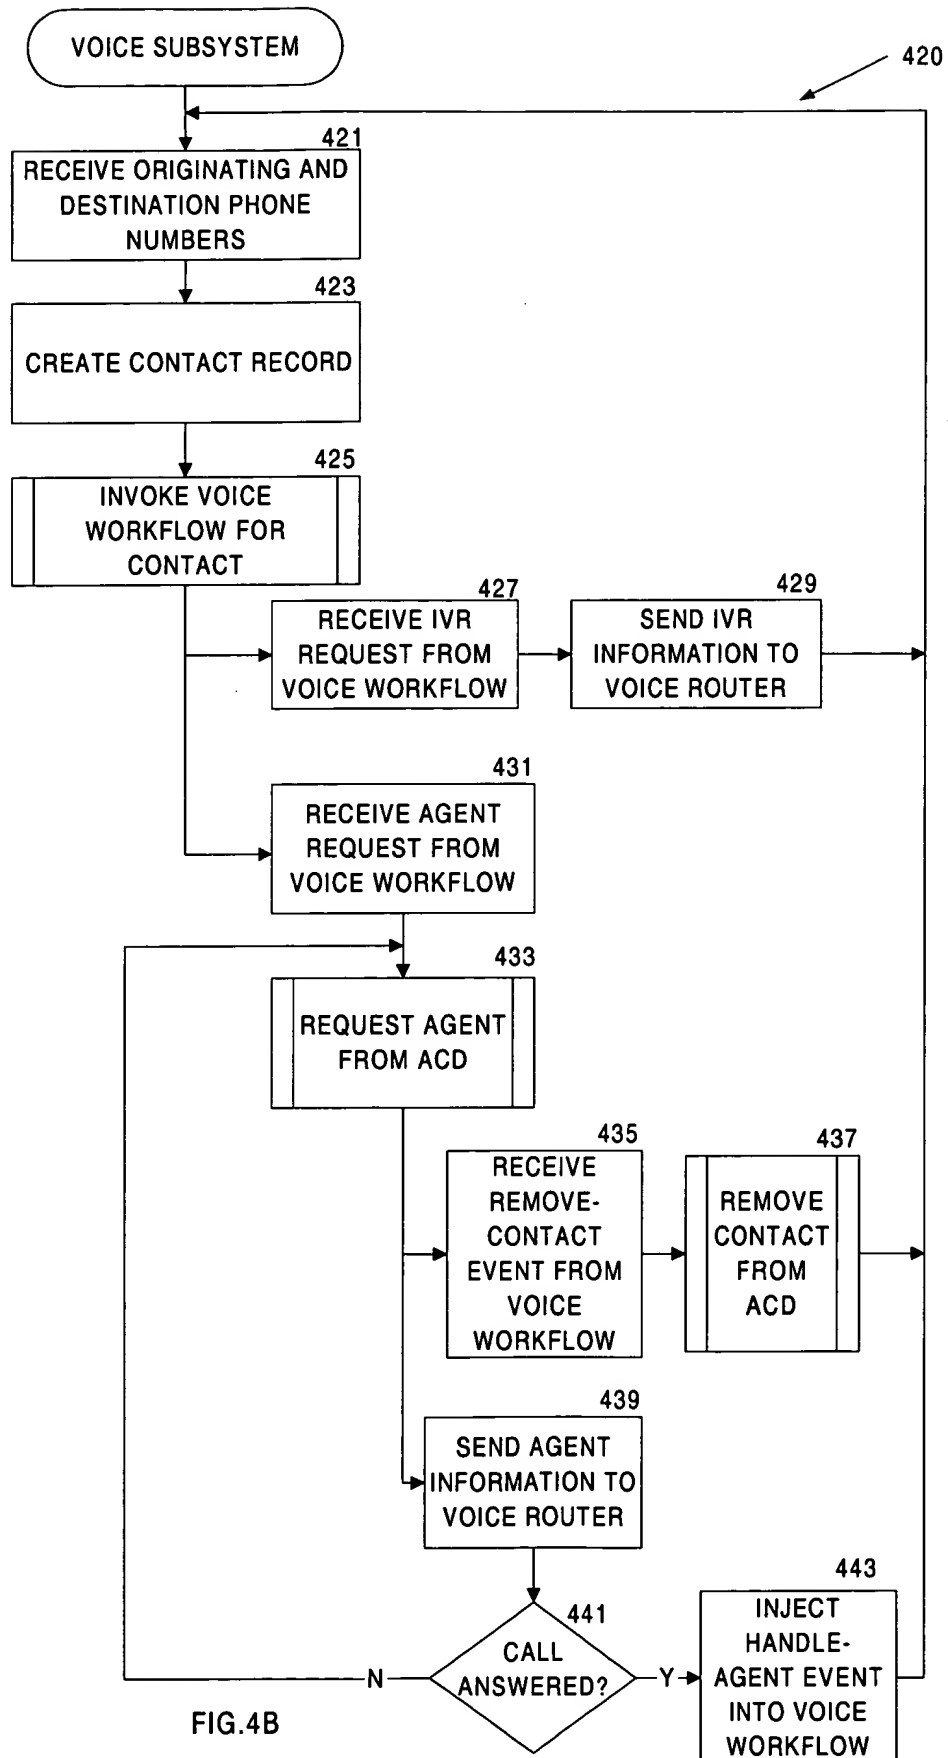 VOICE SUBSYSTEM
420
421
RECEIVE ORIGINATING AND
DESTINATION PHONE
NUMBERS
423
CREATE CONTACT RECORD
425
INVOKE VOICE
WORKFLOW FOR
CONTACT
427
RECEIVE IVR
REQUEST FROM
VOICE WORKFLOW
429
SEND IVR
INFORMATION TO
VOICE ROUTER
431
RECEIVE AGENT
REQUEST FROM
VOICE WORKFLOW
433
REQUEST AGENT
FROM ACD
435
RECEIVE
REMOVE-
CONTACT
EVENT FROM
VOICE
WORKFLOW
437
REMOVE
CONTACT
FROM
ACD
439
SEND AGENT
INFORMATION TO
VOICE ROUTER
441
CALL
ANSWERED?
N
Y
443
INJECT
HANDLE-
AGENT EVENT
INTO VOICE
WORKFLOW
FIG.4B